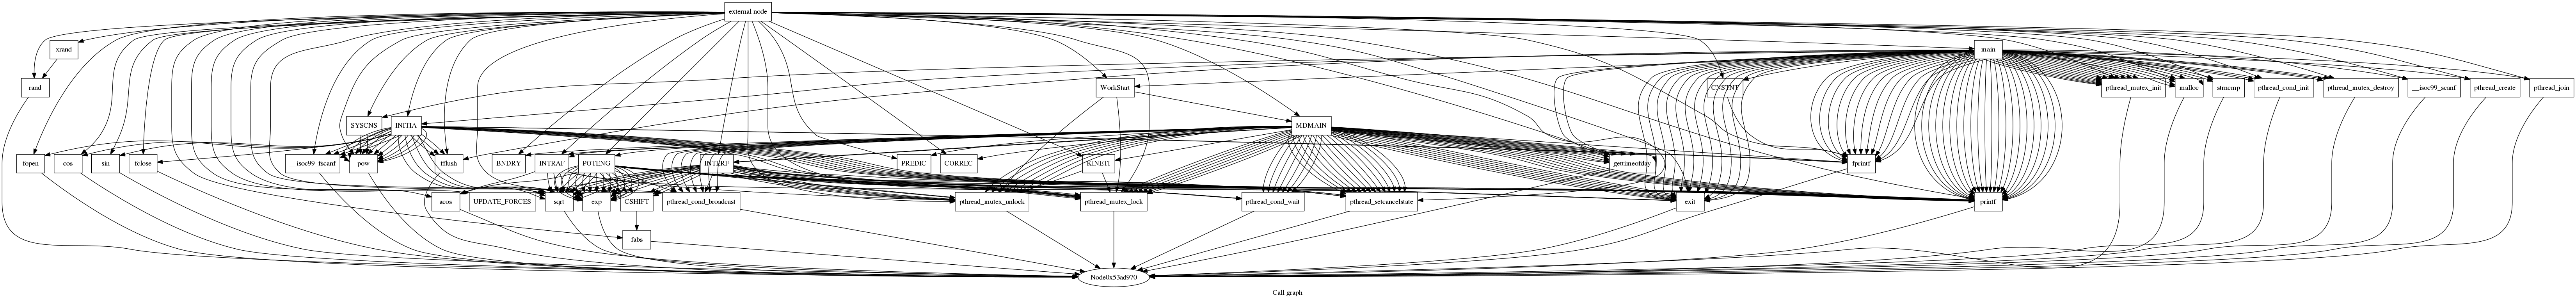 external node
xrand
main
rand
WorkStart
CNSTNT
pthread_mutex_init
malloc
strncmp
pthread_cond_init
pthread_mutex_destroy
__isoc99_scanf
pthread_create
pthread_join
SYSCNS
INITIA
MDMAIN
fopen
cos
sin
fclose
__isoc99_fscanf
pow
fflush
BNDRY
INTRAF
POTENG
INTERF
PREDIC
CORREC
KINETI
gettimeofday
fprintf
acos
UPDATE_FORCES
sqrt
exp
CSHIFT
pthread_cond_broadcast
pthread_mutex_unlock
pthread_mutex_lock
pthread_cond_wait
pthread_setcancelstate
exit
printf
fabs
Node0x53ad970
Call graph